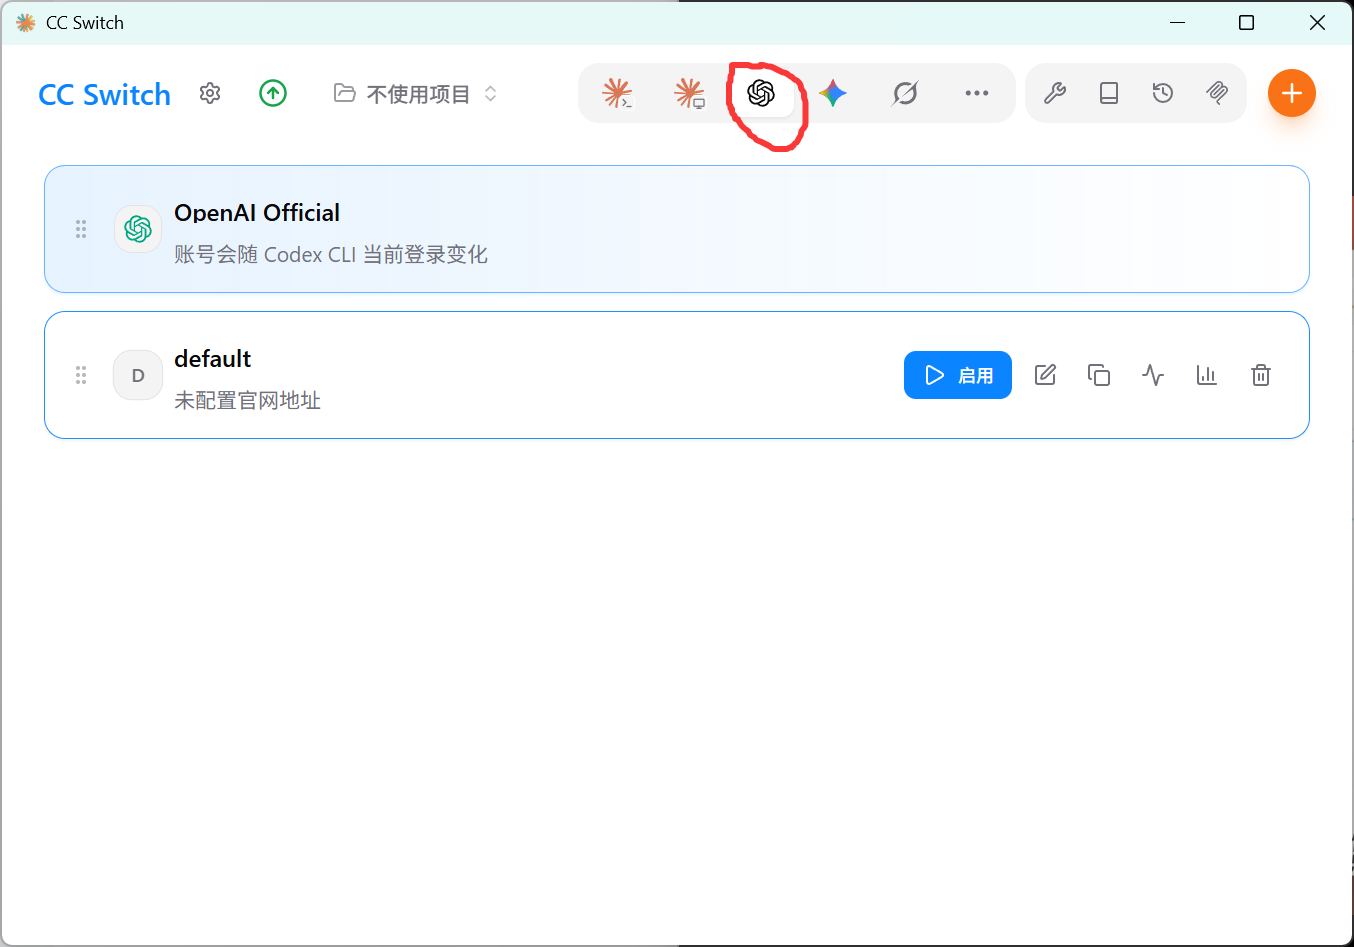 CC Switch
CC Switch
不使用项目
OpenAI Official
账号会随 Codex CLI 当前登录变化
D
default
未配置官网地址
启用